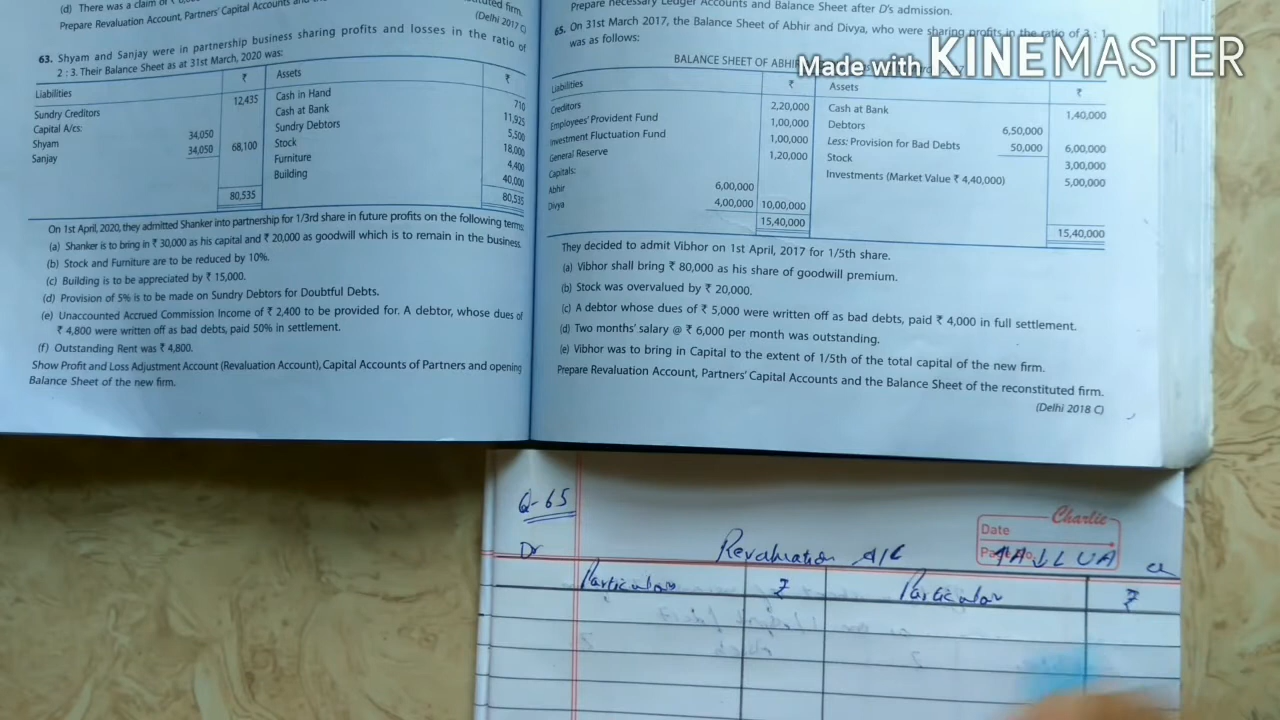 (d) There was a claim of ₹
Prepare Revaluation Account, Partners' Capital Accounts and
uted firm.
(Delhi 2017 C)
63. Shyam and Sanjay were in partnership business sharing profits and losses in the ratio of
2 : 3. Their Balance Sheet as at 31st March, 2020 was:
Liabilities ₹ Assets ₹
Sundry Creditors 12,435 Cash in Hand 710
Capital A/cs: Cash at Bank 11,925
Shyam 34,050 Sundry Debtors 5,500
Sanjay 34,050 68,100 Stock 18,000
Furniture 4,400
Building 40,000
80,535 80,535
On 1st April, 2020, they admitted Shanker into partnership for 1/3rd share in future profits on the following terms
(a) Shanker is to bring in ₹ 30,000 as his capital and ₹ 20,000 as goodwill which is to remain in the business.
(b) Stock and Furniture are to be reduced by 10%.
(c) Building is to be appreciated by ₹ 15,000.
(d) Provision of 5% is to be made on Sundry Debtors for Doubtful Debts.
(e) Unaccounted Accrued Commission Income of ₹ 2,400 to be provided for. A debtor, whose dues of
₹ 4,800 were written off as bad debts, paid 50% in settlement.
(f) Outstanding Rent was ₹ 4,800.
Show Profit and Loss Adjustment Account (Revaluation Account), Capital Accounts of Partners and opening
Balance Sheet of the new firm.
Prepare necessary Ledger Accounts and Balance Sheet after D's admission.
65. On 31st March 2017, the Balance Sheet of Abhir and Divya, who were sharing profits in the ratio of 3 : 1
was as follows:
BALANCE SHEET OF ABHI
Made with KINEMASTER
Liabilities ₹ Assets ₹
Creditors 2,20,000 Cash at Bank 1,40,000
Employees' Provident Fund 1,00,000 Debtors 6,50,000
Investment Fluctuation Fund 1,00,000 Less: Provision for Bad Debts 50,000 6,00,000
General Reserve 1,20,000 Stock 3,00,000
Capitals: Investments (Market Value ₹ 4,40,000) 5,00,000
Abhir 6,00,000
Divya 4,00,000 10,00,000
15,40,000 15,40,000
They decided to admit Vibhor on 1st April, 2017 for 1/5th share.
(a) Vibhor shall bring ₹ 80,000 as his share of goodwill premium.
(b) Stock was overvalued by ₹ 20,000.
(c) A debtor whose dues of ₹ 5,000 were written off as bad debts, paid ₹ 4,000 in full settlement.
(d) Two months' salary @ ₹ 6,000 per month was outstanding.
(e) Vibhor was to bring in Capital to the extent of 1/5th of the total capital of the new firm.
Prepare Revaluation Account, Partners' Capital Accounts and the Balance Sheet of the reconstituted firm.
(Delhi 2018 C)
Q-65
Charlie
Date
Dr Revaluation A/C ↑A↓L UA Cr
Particulars ₹ Particular ₹